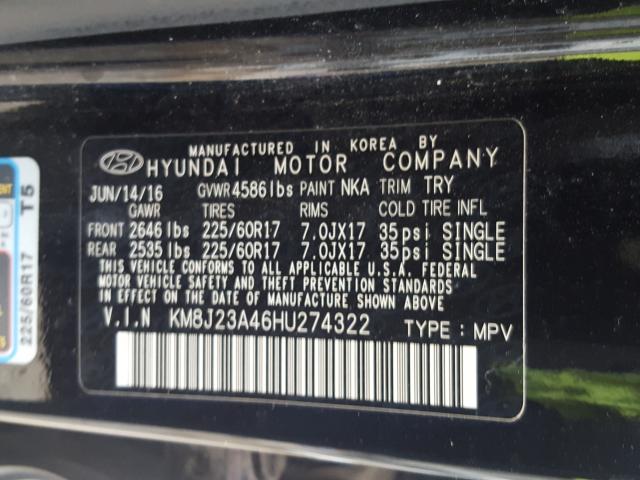 MANUFACTURED IN KOREA BY
HYUNDAI MOTOR COMPANY
JUN/14/16 GVWR 4586 lbs PAINT NKA TRIM TRY
GAWR TIRES RIMS COLD TIRE INFL
FRONT 2646 lbs 225/60R17 7.0JX17 35psi SINGLE
REAR 2535 lbs 225/60R17 7.0JX17 35psi SINGLE
THIS VEHICLE CONFORMS TO ALL APPLICABLE U.S.A. FEDERAL
MOTOR VEHICLE SAFETY AND THEFT PREVENTION STANDARDS
IN EFFECT ON THE DATE OF MANUFACTURE SHOWN ABOVE.
V.I.N KM8J23A46HU274322 TYPE : MPV
225/60R17 T5